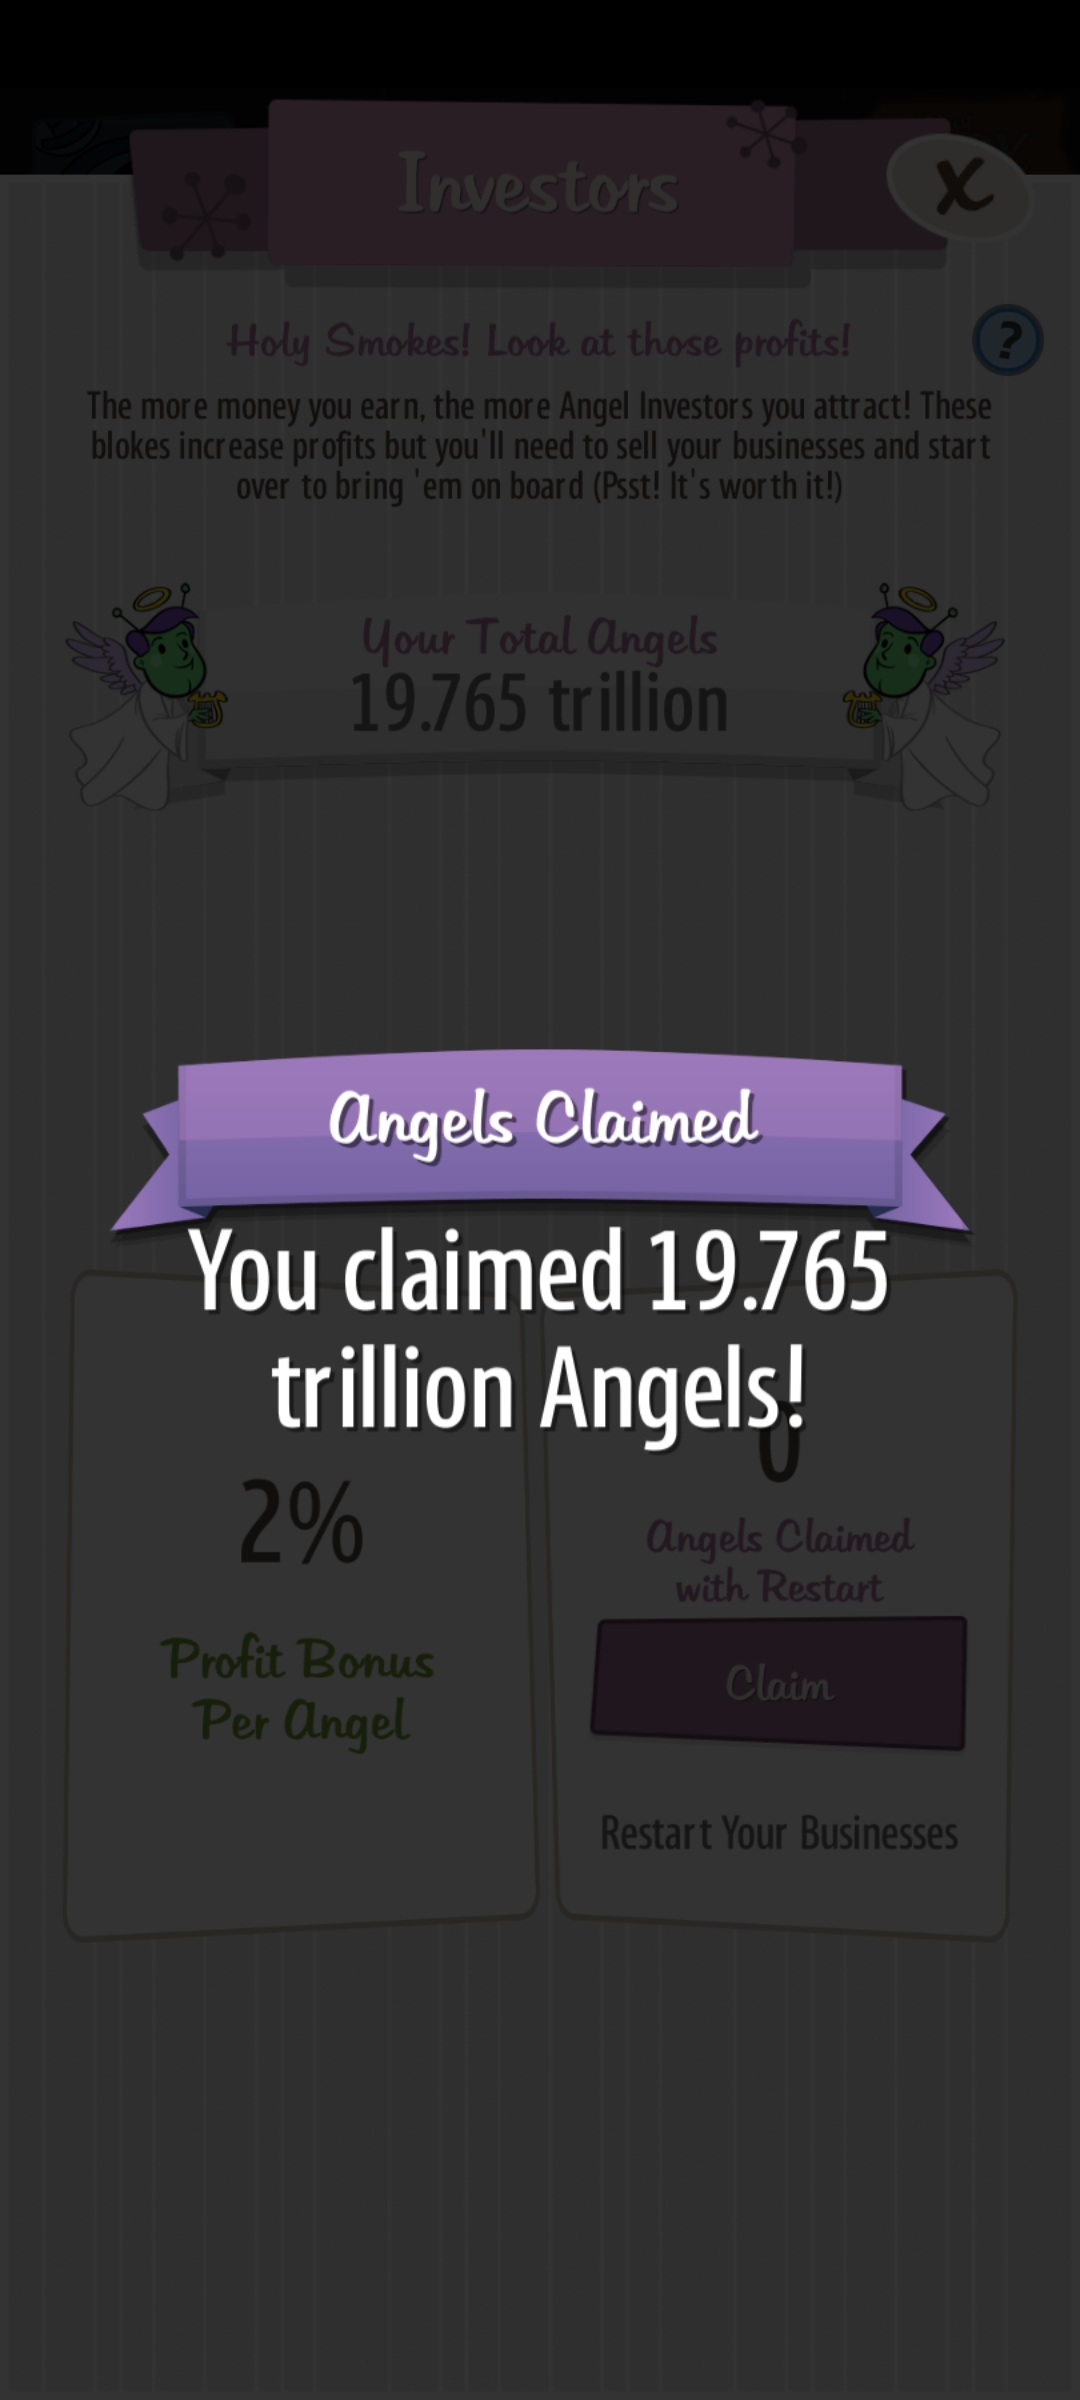 Investors
X
Holy Smokes! Look at those profits!
?
The more money you earn, the more Angel Investors you attract! These
blokes increase profits but you'll need to sell your businesses and start
over to bring 'em on board (Psst! It's worth it!)
Your Total Angels
19.765 trillion
Angels Claimed
You claimed 19.765
trillion Angels!
2%
Profit Bonus
Per Angel
0
Angels Claimed
with Restart
Claim
Restart Your Businesses